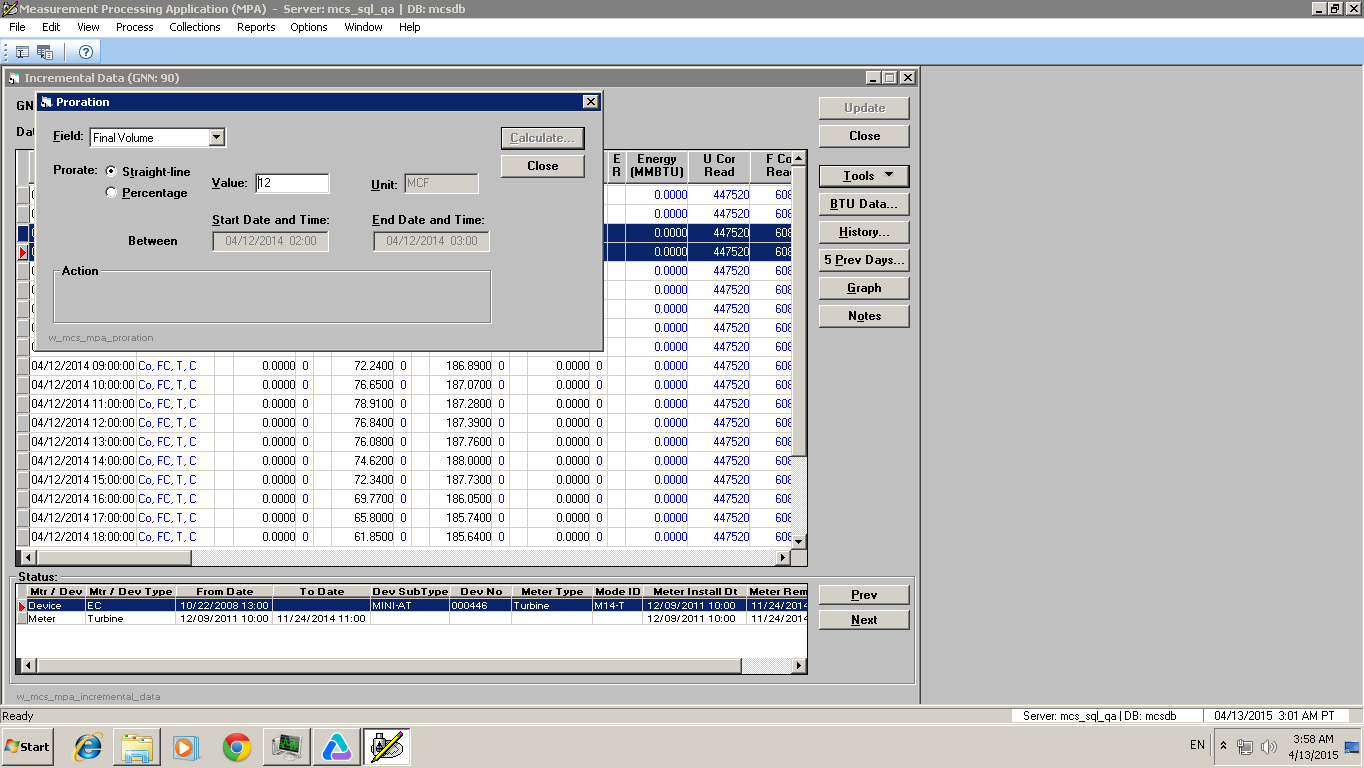 Measurement Processing Application (MPA) - Server: mcs_sql_qa | DB: mcsdb
File Edit View Process Collections Reports Options Window Help
Incremental Data (GNN: 90)
GN
Update
Dat
Close
Proration
Field: Final Volume
Calculate...
Close
Prorate: Straight-line
Percentage
Value: 12
Unit: MCF
Start Date and Time: End Date and Time:
Between 04/12/2014 02:00 04/12/2014 03:00
Action
w_mcs_mpa_proration
E R Energy (MMBTU) U Cor Read F Co Rea
0.0000 447520 608
0.0000 447520 608
0.0000 447520 608
0.0000 447520 608
0.0000 447520 608
0.0000 447520 608
0.0000 447520 608
0.0000 447520 608
0.0000 447520 608
04/12/2014 09:00:00 Co, FC, T, C 0.0000 0 72.2400 0 186.8900 0 0.0000 0 0.0000 447520 608
04/12/2014 10:00:00 Co, FC, T, C 0.0000 0 76.6500 0 187.0700 0 0.0000 0 0.0000 447520 608
04/12/2014 11:00:00 Co, FC, T, C 0.0000 0 78.9100 0 187.2800 0 0.0000 0 0.0000 447520 608
04/12/2014 12:00:00 Co, FC, T, C 0.0000 0 76.8400 0 187.3900 0 0.0000 0 0.0000 447520 608
04/12/2014 13:00:00 Co, FC, T, C 0.0000 0 76.0800 0 187.7600 0 0.0000 0 0.0000 447520 608
04/12/2014 14:00:00 Co, FC, T, C 0.0000 0 74.6200 0 188.0000 0 0.0000 0 0.0000 447520 608
04/12/2014 15:00:00 Co, FC, T, C 0.0000 0 72.3400 0 187.7300 0 0.0000 0 0.0000 447520 608
04/12/2014 16:00:00 Co, FC, T, C 0.0000 0 69.7700 0 186.0500 0 0.0000 0 0.0000 447520 608
04/12/2014 17:00:00 Co, FC, T, C 0.0000 0 65.8000 0 185.7400 0 0.0000 0 0.0000 447520 608
04/12/2014 18:00:00 Co, FC, T, C 0.0000 0 61.8500 0 185.6400 0 0.0000 0 0.0000 447520 608
Tools
BTU Data...
History...
5 Prev Days...
Graph
Notes
Status:
Mtr / Dev Mtr / Dev Type From Date To Date Dev SubType Dev No Meter Type Mode ID Meter Install Dt Meter Rem
Device EC 10/22/2008 13:00 MINI-AT 000446 Turbine M14-T 12/09/2011 10:00 11/24/2014
Meter Turbine 12/09/2011 10:00 11/24/2014 11:00 12/09/2011 10:00 11/24/2014
Prev
Next
w_mcs_mpa_incremental_data
Ready Server: mcs_sql_qa | DB: mcsdb 04/13/2015 3:01 AM PT
Start EN 3:58 AM
4/13/2015